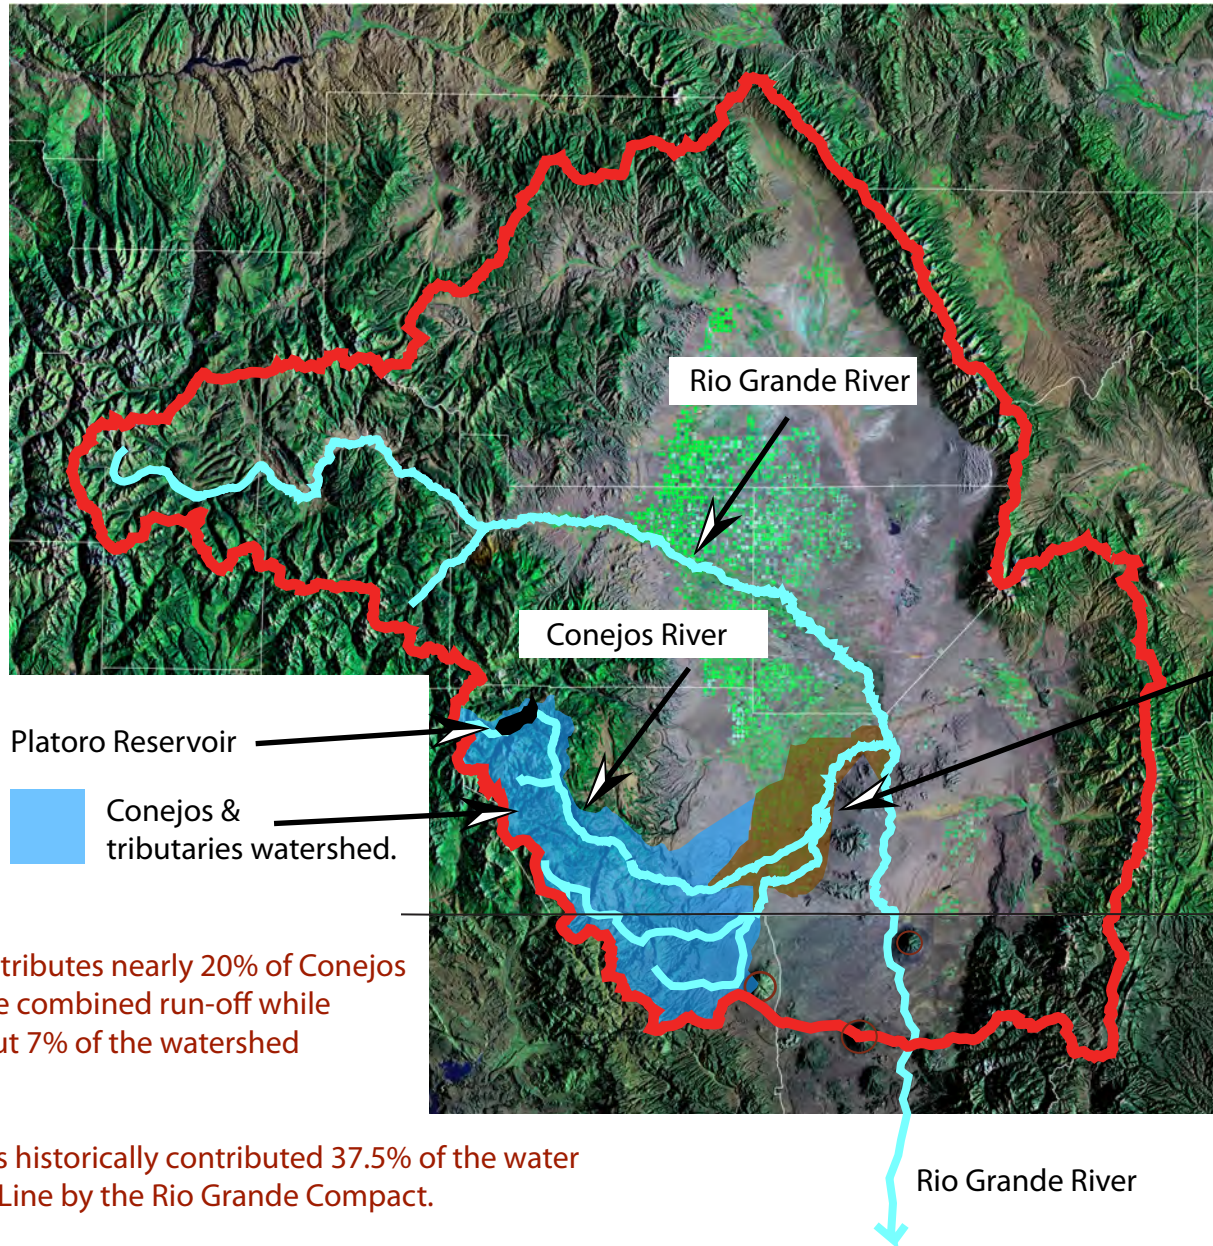 Rio Grande River
Conejos River
Platoro Reservoir
Conejos &
tributaries watershed.
tributes nearly 20% of Conejos
e combined run-off while
ut 7% of the watershed
s historically contributed 37.5% of the water
Line by the Rio Grande Compact.
Rio Grande River